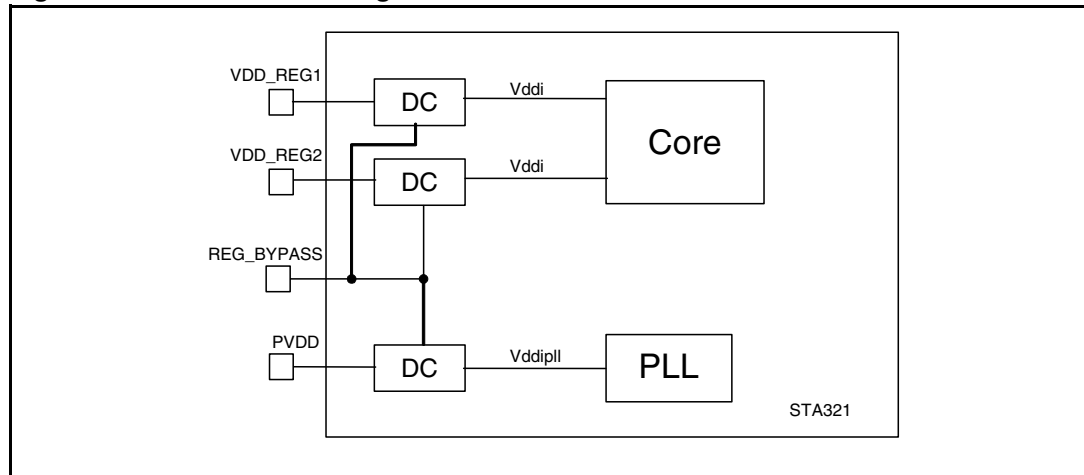 VDD_REG1
DC
Vddi
Core
VDD_REG2
DC
Vddi
REG_BYPASS
PVDD
DC
Vddipll
PLL
STA321